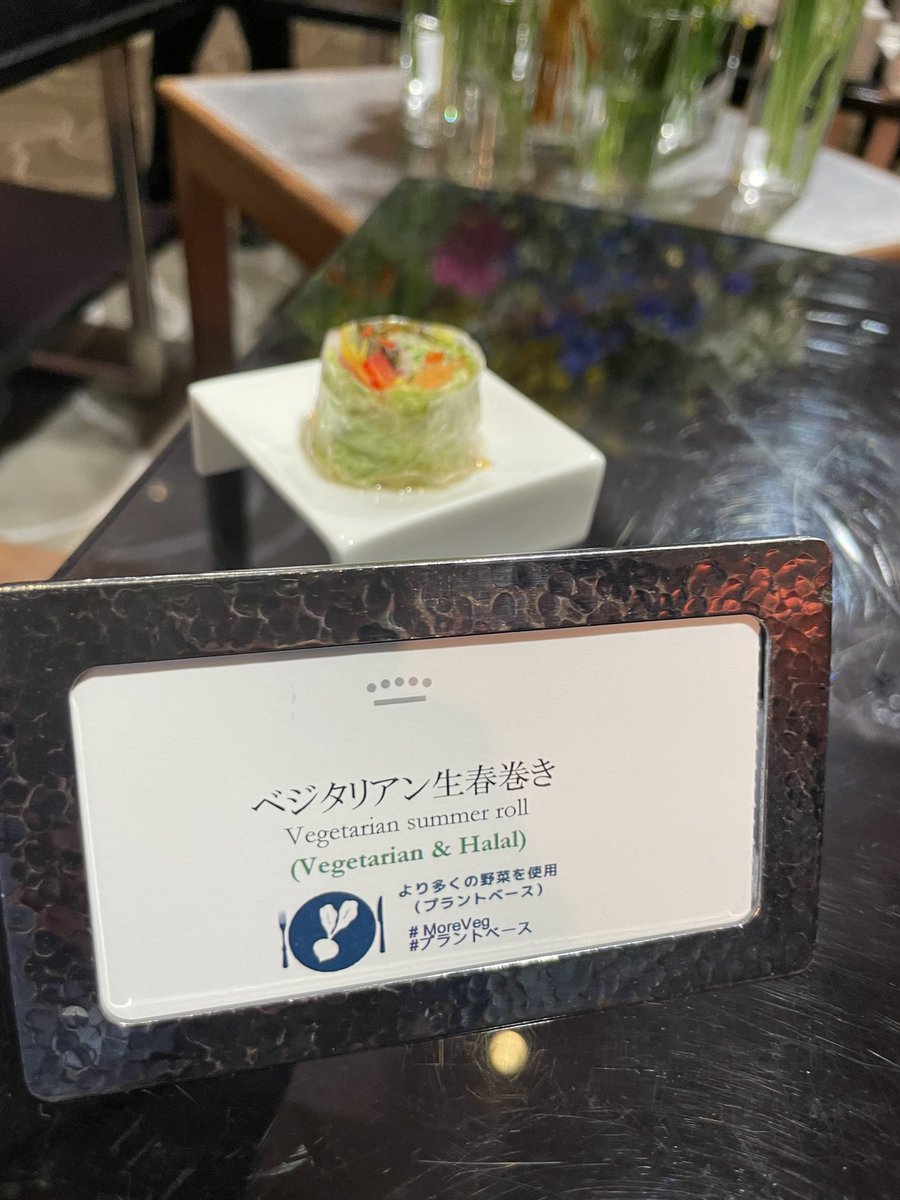 ベジタリアン生春巻き
Vegetarian summer roll
(Vegetarian & Halal)
より多くの野菜を使用
(プラントベース)
# MoreVeg
#プラントベース